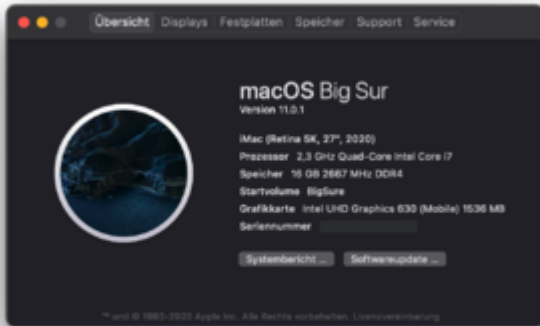 Übersicht Displays Festplatten Speicher Support Service
macOS Big Sur
Version 11.0.1
iMac (Retina 5K, 27", 2020)
Prozessor 2,3 GHz Quad-Core Intel Core i7
Speicher 16 GB 2667 MHz DDR4
Startvolume BigSure
Grafikkarte Intel UHD Graphics 630 (Mobile) 1536 MB
Seriennummer
Systembericht ... Softwareupdate ...
™ und © 1983-2020 Apple Inc. Alle Rechte vorbehalten. Lizenzvereinbarung